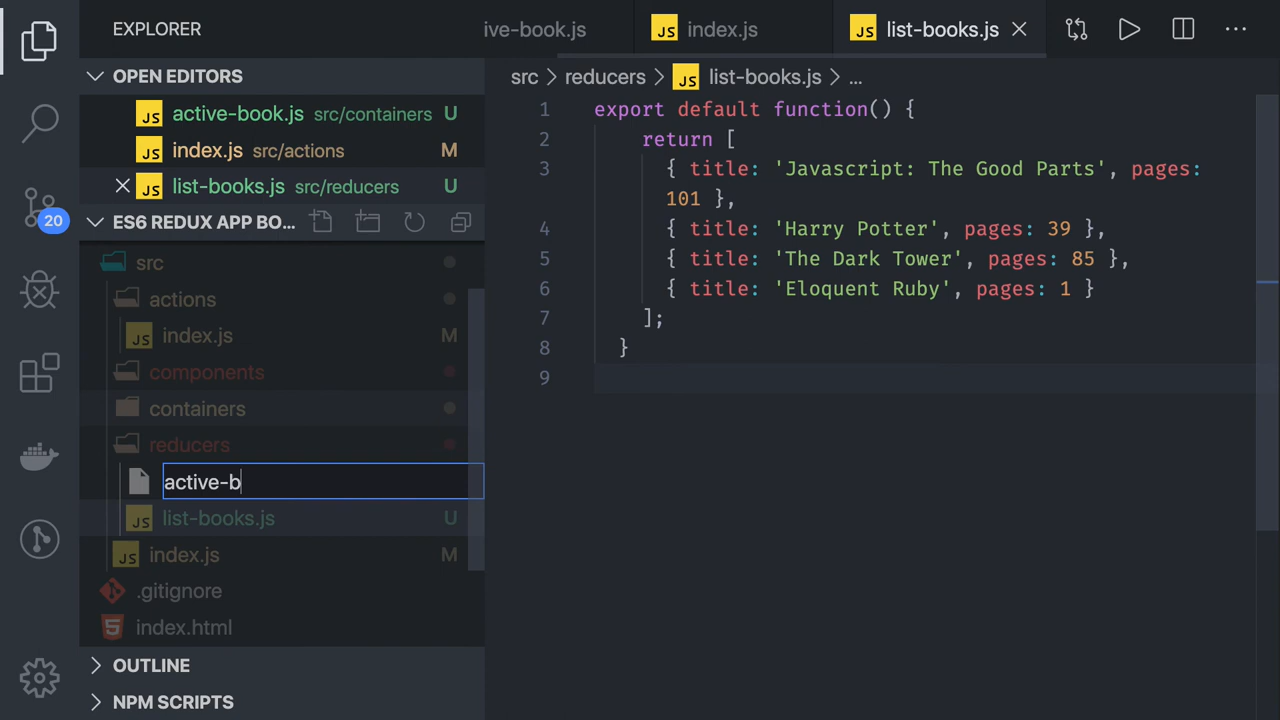 EXPLORER
ive-book.js
JS index.js
JS list-books.js
OPEN EDITORS
JS active-book.js src/containers U
JS index.js src/actions M
JS list-books.js src/reducers U
20
ES6 REDUX APP BO...
src
actions
JS index.js M
components
containers
reducers
active-b
JS list-books.js U
JS index.js M
.gitignore
5 index.html
OUTLINE
NPM SCRIPTS
src > reducers > JS list-books.js > ...
1 export default function() {
2 return [
3 { title: 'Javascript: The Good Parts', pages:
101 },
4 { title: 'Harry Potter', pages: 39 },
5 { title: 'The Dark Tower', pages: 85 },
6 { title: 'Eloquent Ruby', pages: 1 }
7 ];
8 }
9